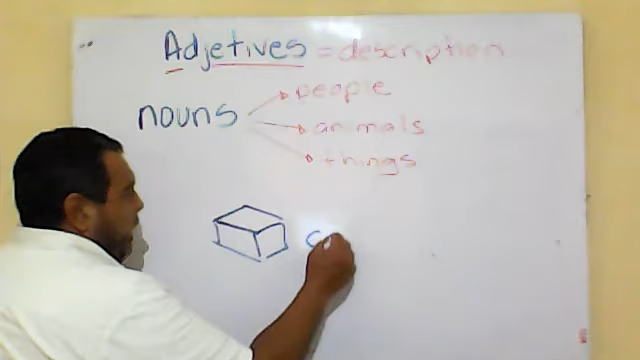 Adjetives = description
nouns
people
animals
things